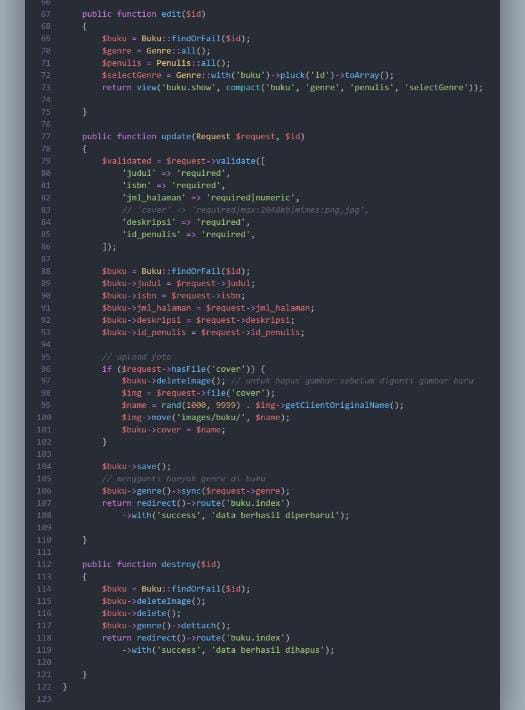 66
67 public function edit($id)
68 {
69 $buku = Buku::findOrFail($id);
70 $genre = Genre::all();
71 $penulis = Penulis::all();
72 $selectGenre = Genre::with('buku')->pluck('id')->toArray();
73 return view('buku.show', compact('buku', 'genre', 'penulis', 'selectGenre'));
74
75 }
76
77 public function update(Request $request, $id)
78 {
79 $validated = $request->validate([
80 'judul' => 'required',
81 'isbn' => 'required',
82 'jml_halaman' => 'required|numeric',
83 // 'cover' => 'required|max:2048kb|mimes:png,jpg',
84 'deskripsi' => 'required',
85 'id_penulis' => 'required',
86 ]);
87
88 $buku = Buku::findOrFail($id);
89 $buku->judul = $request->judul;
90 $buku->isbn = $request->isbn;
91 $buku->jml_halaman = $request->jml_halaman;
92 $buku->deskripsi = $request->deskripsi;
93 $buku->id_penulis = $request->id_penulis;
94
95 // upload foto
96 if ($request->hasFile('cover')) {
97 $buku->deleteImage(); // untuk hapus gambar sebelum diganti gambar baru
98 $img = $request->file('cover');
99 $name = rand(1000, 9999) . $img->getClientOriginalName();
100 $img->move('images/buku/', $name);
101 $buku->cover = $name;
102 }
103
104 $buku->save();
105 // mengganti banyak genre di buku
106 $buku->genre()->sync($request->genre);
107 return redirect()->route('buku.index')
108 ->with('success', 'data berhasil diperbarui');
109
110 }
111
112 public function destroy($id)
113 {
114 $buku = Buku::findOrFail($id);
115 $buku->deleteImage();
116 $buku->delete();
117 $buku->genre()->dettach();
118 return redirect()->route('buku.index')
119 ->with('success', 'data berhasil dihapus');
120
121 }
122 }
123